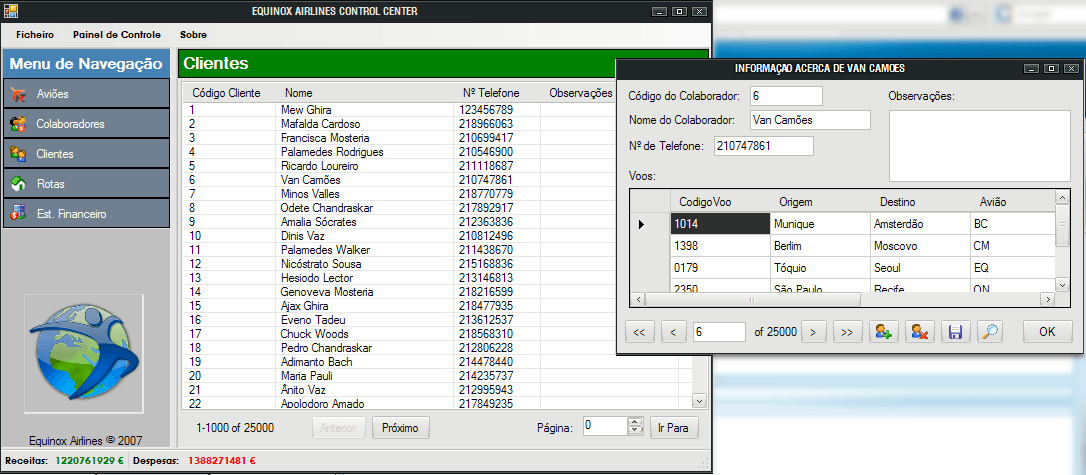 EQUINOX AIRLINES CONTROL CENTER
Ficheiro Painel de Controle Sobre
Menu de Navegação
Aviões
Colaboradores
Clientes
Rotas
Est. Financeiro
Equinox Airlines © 2007
Clientes
Código Cliente Nome Nº Telefone Observações
1 Mew Ghira 123456789
2 Mafalda Cardoso 218966063
3 Francisca Mosteria 210699417
4 Palamedes Rodrigues 210546900
5 Ricardo Loureiro 211118687
6 Van Camões 210747861
7 Minos Valles 218770779
8 Odete Chandraskar 217892917
9 Amalia Sócrates 212363836
10 Dinis Vaz 210812496
11 Palamedes Walker 211438670
12 Nicóstrato Sousa 215168836
13 Hesiodo Lector 213146813
14 Genoveva Mosteria 218216599
15 Ajax Ghira 218477935
16 Eveno Tadeu 213612537
17 Chuck Woods 218568310
18 Pedro Chandraskar 212806228
19 Adimanto Bach 214478440
20 Maria Pauli 214235737
21 Ânito Vaz 212995943
22 Apolodoro Amado 217849235
1-1000 of 25000 Anterior Próximo Página: 0 Ir Para
Receitas: 1220761929 € Despesas: 1388271481 €
INFORMAÇAO ACERCA DE VAN CAMOES
Código do Colaborador: 6 Observações:
Nome do Colaborador: Van Camões
Nº de Telefone: 210747861
Voos:
CodigoVoo Origem Destino Avião
1014 Munique Amsterdão BC
1398 Berlim Moscovo CM
0179 Tóquio Seoul EQ
2350 São Paulo Recife ON
<< < 6 of 25000 > >> OK